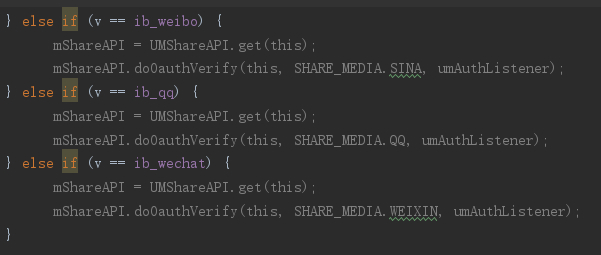 } else if (v == ib_weibo) {
mShareAPI = UMShareAPI.get(this);
mShareAPI.doOauthVerify(this, SHARE_MEDIA.SINA, umAuthListener);
} else if (v == ib_qq) {
mShareAPI = UMShareAPI.get(this);
mShareAPI.doOauthVerify(this, SHARE_MEDIA.QQ, umAuthListener);
} else if (v == ib_wechat) {
mShareAPI = UMShareAPI.get(this);
mShareAPI.doOauthVerify(this, SHARE_MEDIA.WEIXIN, umAuthListener);
}